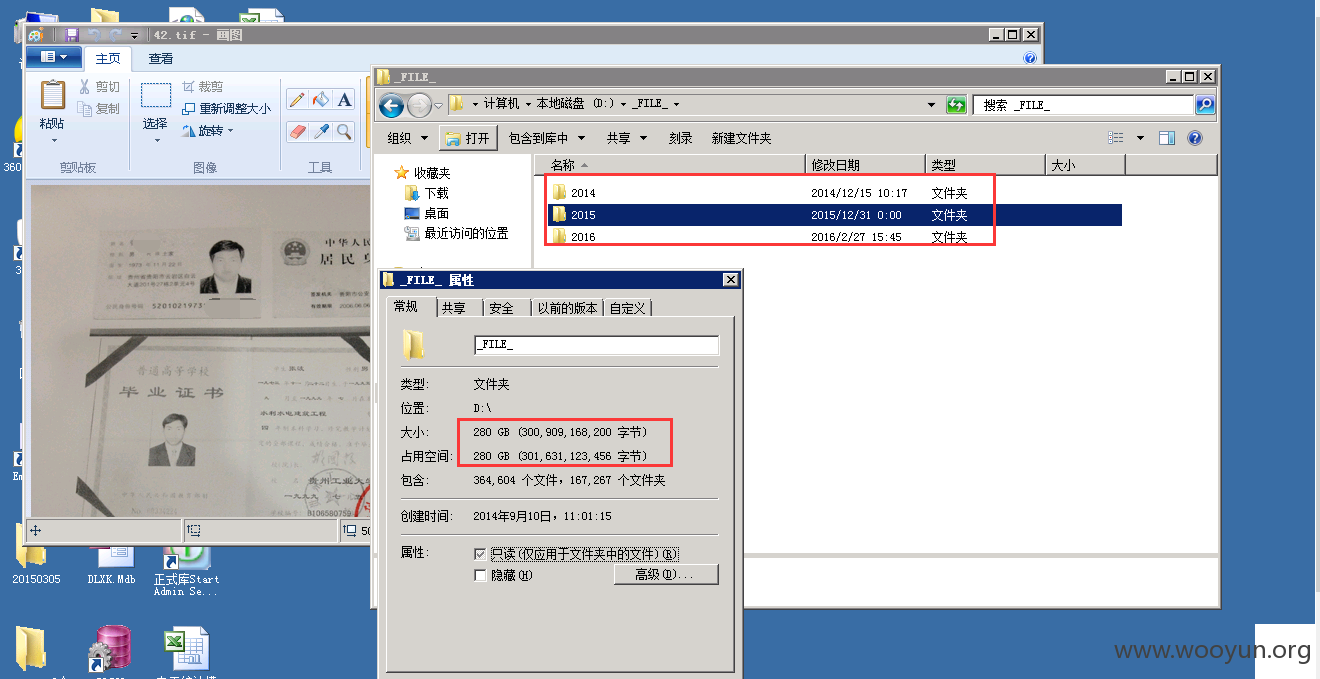 42.tif - 画图
主页
查看
剪切
复制
粘贴
剪贴板
选择
裁剪
重新调整大小
旋转
图像
工具
_FILE_
计算机
本地磁盘 (D:)
_FILE_
搜索 _FILE_
组织
打开
包含到库中
共享
刻录
新建文件夹
收藏夹
下载
桌面
最近访问的位置
名称
修改日期
类型
大小
2014
2014/12/15 10:17
文件夹
2015
2015/12/31 0:00
文件夹
2016
2016/2/27 15:45
文件夹
_FILE_ 属性
常规
共享
安全
以前的版本
自定义
_FILE_
类型:
文件夹
位置:
D:\
大小:
280 GB (300,909,168,200 字节)
占用空间:
280 GB (301,631,123,456 字节)
包含:
364,604 个文件，167,267 个文件夹
创建时间:
2014年9月10日，11:01:15
属性:
只读(仅应用于文件夹中的文件)(R)
隐藏(H)
高级(D)...
中华人民
居民身
普通高等学校
毕业证书
水利水电建筑工程
20150305
DLXK.Mdb
正式库Start
Admin Se...
www.wooyun.org